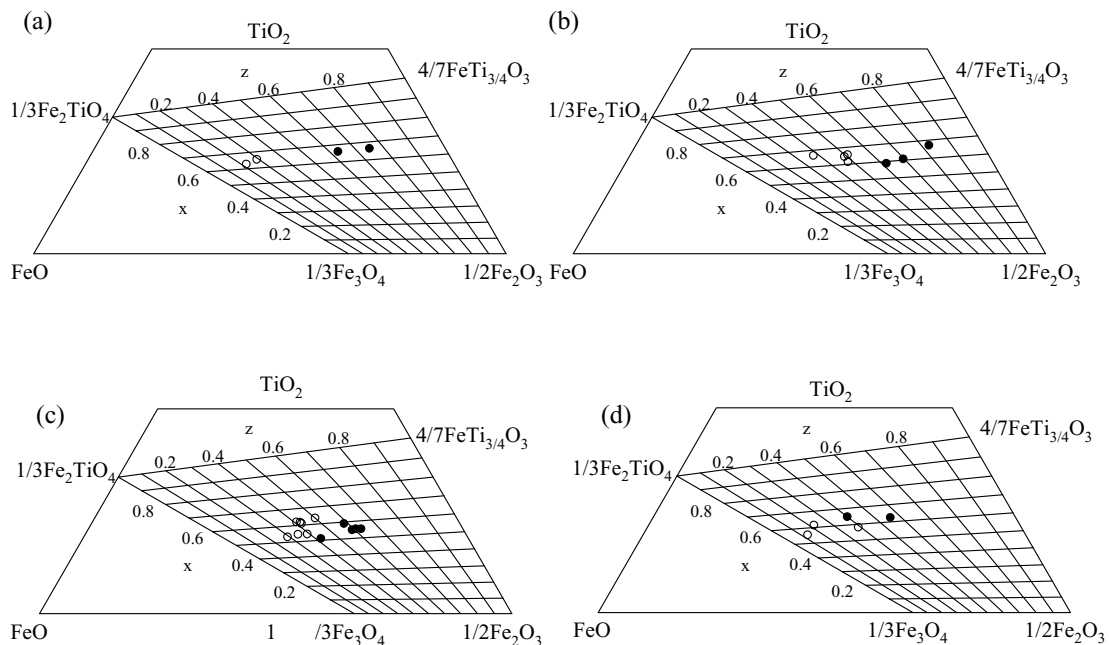 (a)
TiO2
z
0.2 0.4 0.6 0.8
4/7FeTi3/4O3
1/3Fe2TiO4
0.8
0.6
x
0.4
0.2
FeO
1/3Fe3O4
1/2Fe2O3
(b)
TiO2
z
0.2 0.4 0.6 0.8
4/7FeTi3/4O3
1/3Fe2TiO4
0.8
0.6
x
0.4
0.2
FeO
1/3Fe3O4
1/2Fe2O3
(c)
TiO2
z
0.2 0.4 0.6 0.8
4/7FeTi3/4O3
1/3Fe2TiO4
0.8
0.6
x
0.4
0.2
FeO
1 /3Fe3O4
1/2Fe2O3
(d)
TiO2
z
0.2 0.4 0.6 0.8
4/7FeTi3/4O3
1/3Fe2TiO4
0.8
0.6
x
0.4
0.2
FeO
1/3Fe3O4
1/2Fe2O3